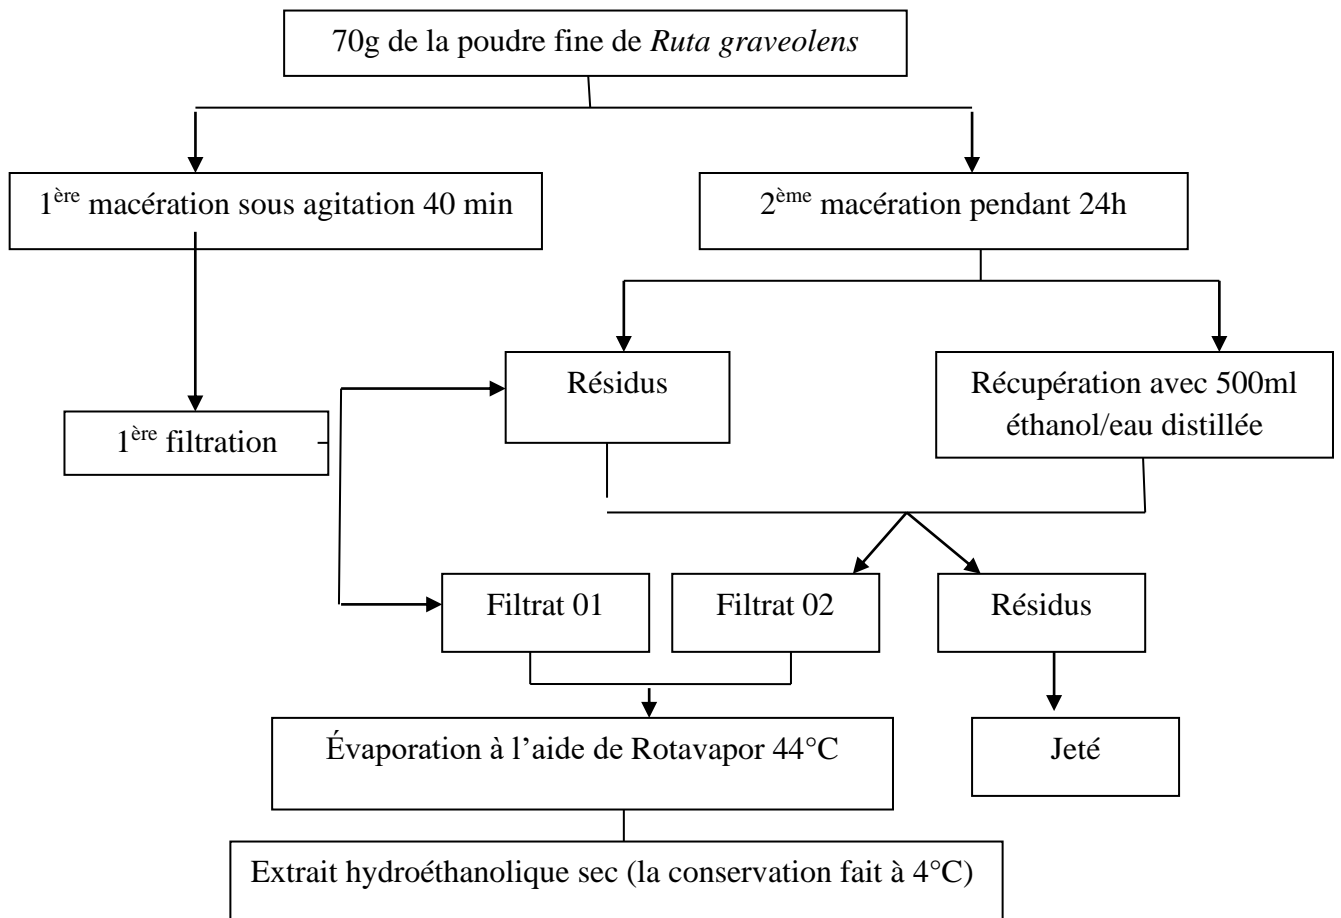 70g de la poudre fine de Ruta graveolens
1ère macération sous agitation 40 min
2ème macération pendant 24h
Résidus
Récupération avec 500ml
éthanol/eau distillée
1ère filtration
Filtrat 01
Filtrat 02
Résidus
Évaporation à l’aide de Rotavapor 44°C
Jeté
Extrait hydroéthanolique sec (la conservation fait à 4°C)